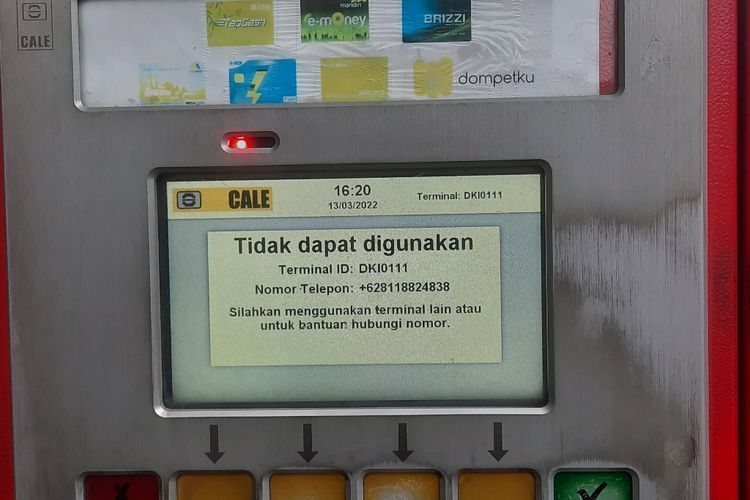 TapCash
mandiri
e-money
BRIZZI
CALE
dompetku
CALE
16:20
13/03/2022
Terminal: DKI0111
Tidak dapat digunakan
Terminal ID: DKI0111
Nomor Telepon: +628118824838
Silahkan menggunakan terminal lain atau
untuk bantuan hubungi nomor.